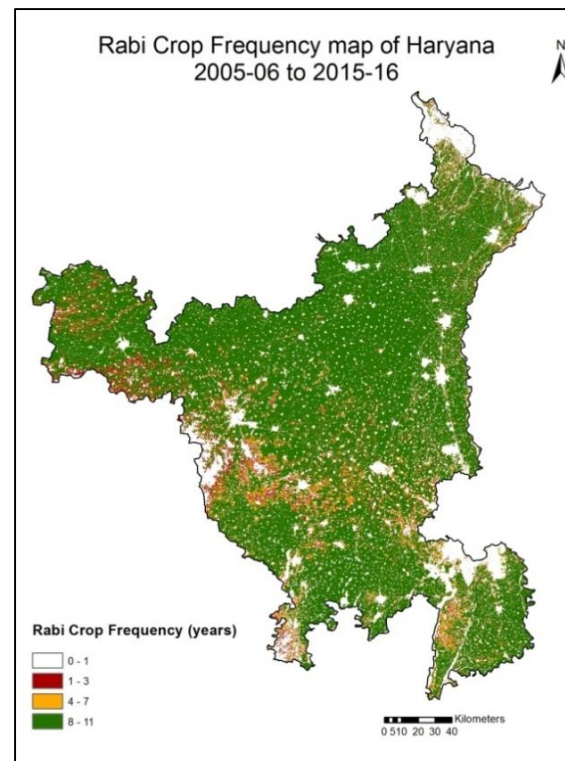 Rabi Crop Frequency map of Haryana
2005-06 to 2015-16
N
Rabi Crop Frequency (years)
0 - 1
1 - 3
4 - 7
8 - 11
Kilometers
0 5 10 20 30 40